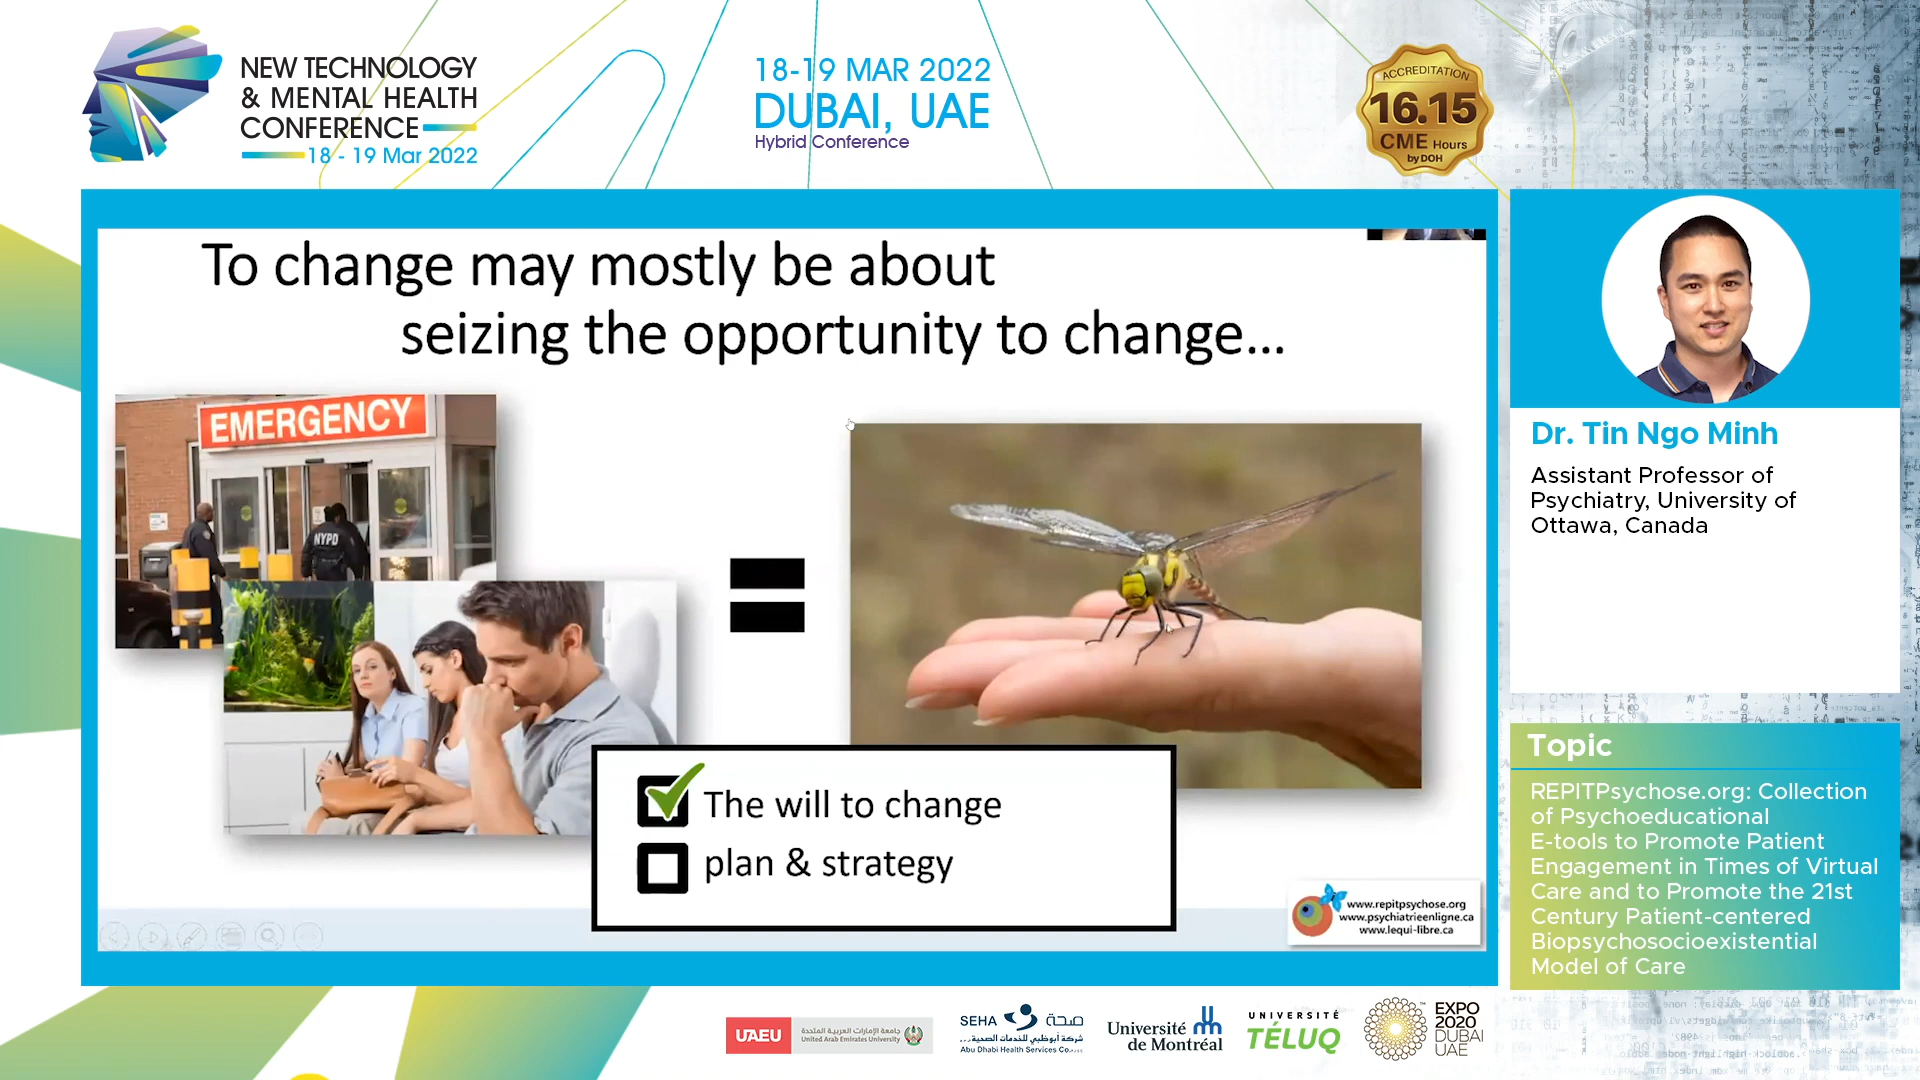 NEW TECHNOLOGY
& MENTAL HEALTH
CONFERENCE
18 - 19 Mar 2022
18-19 MAR 2022
DUBAI, UAE
Hybrid Conference
ACCREDITATION
16.15
CME Hours
by DOH
To change may mostly be about
seizing the opportunity to change...
EMERGENCY
NYPD
The will to change
plan & strategy
www.repitpsychose.org
www.psychiatrieenligne.ca
www.lequi-libre.ca
Dr. Tin Ngo Minh
Assistant Professor of
Psychiatry, University of
Ottawa, Canada
Topic
REPITPsychose.org: Collection
of Psychoeducational
E-tools to Promote Patient
Engagement in Times of Virtual
Care and to Promote the 21st
Century Patient-centered
Biopsychosocioexistential
Model of Care
UAEU
جامعة الإمارات العربية المتحدة
United Arab Emirates University
SEHA صحة
شركة أبوظبي للخدمات الصحية
Abu Dhabi Health Services Co.
Université
de Montréal
UNIVERSITÉ
TÉLUQ
EXPO
2020
DUBAI
UAE